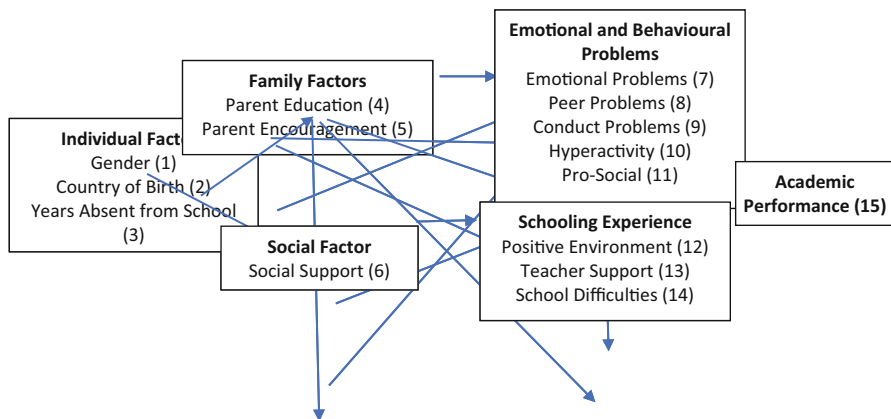 Individual Fact
Gender (1)
Country of Birth (2)
Years Absent from School
(3)
Family Factors
Parent Education (4)
Parent Encouragement (5)
Social Factor
Social Support (6)
Emotional and Behavioural
Problems
Emotional Problems (7)
Peer Problems (8)
Conduct Problems (9)
Hyperactivity (10)
Pro-Social (11)
Schooling Experience
Positive Environment (12)
Teacher Support (13)
School Difficulties (14)
Academic
Performance (15)